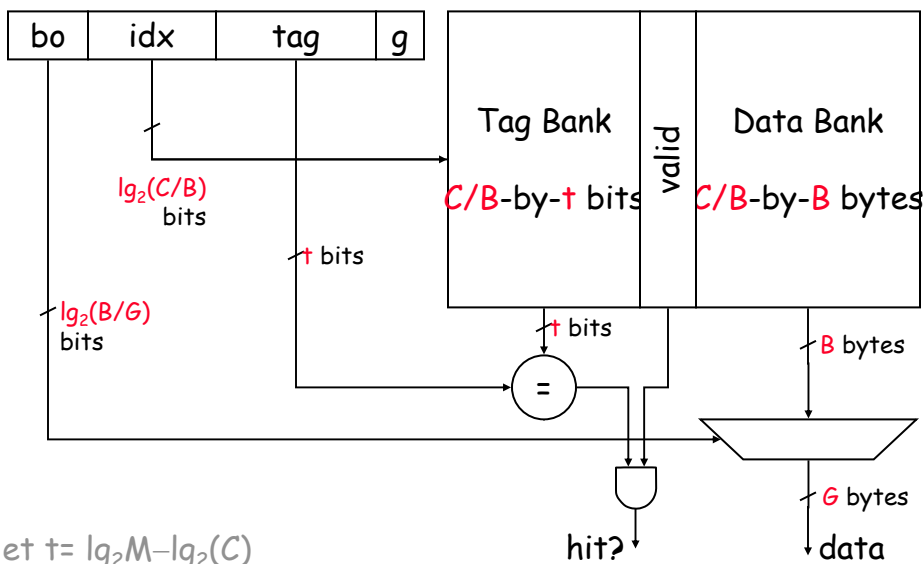 bo idx tag g
Tag Bank
C/B-by-t bits
valid
Data Bank
C/B-by-B bytes
lg₂(C/B)
bits
t bits
lg₂(B/G)
bits
t bits
B bytes
=
G bytes
hit?
data
et t= lg₂M–lg₂(C)